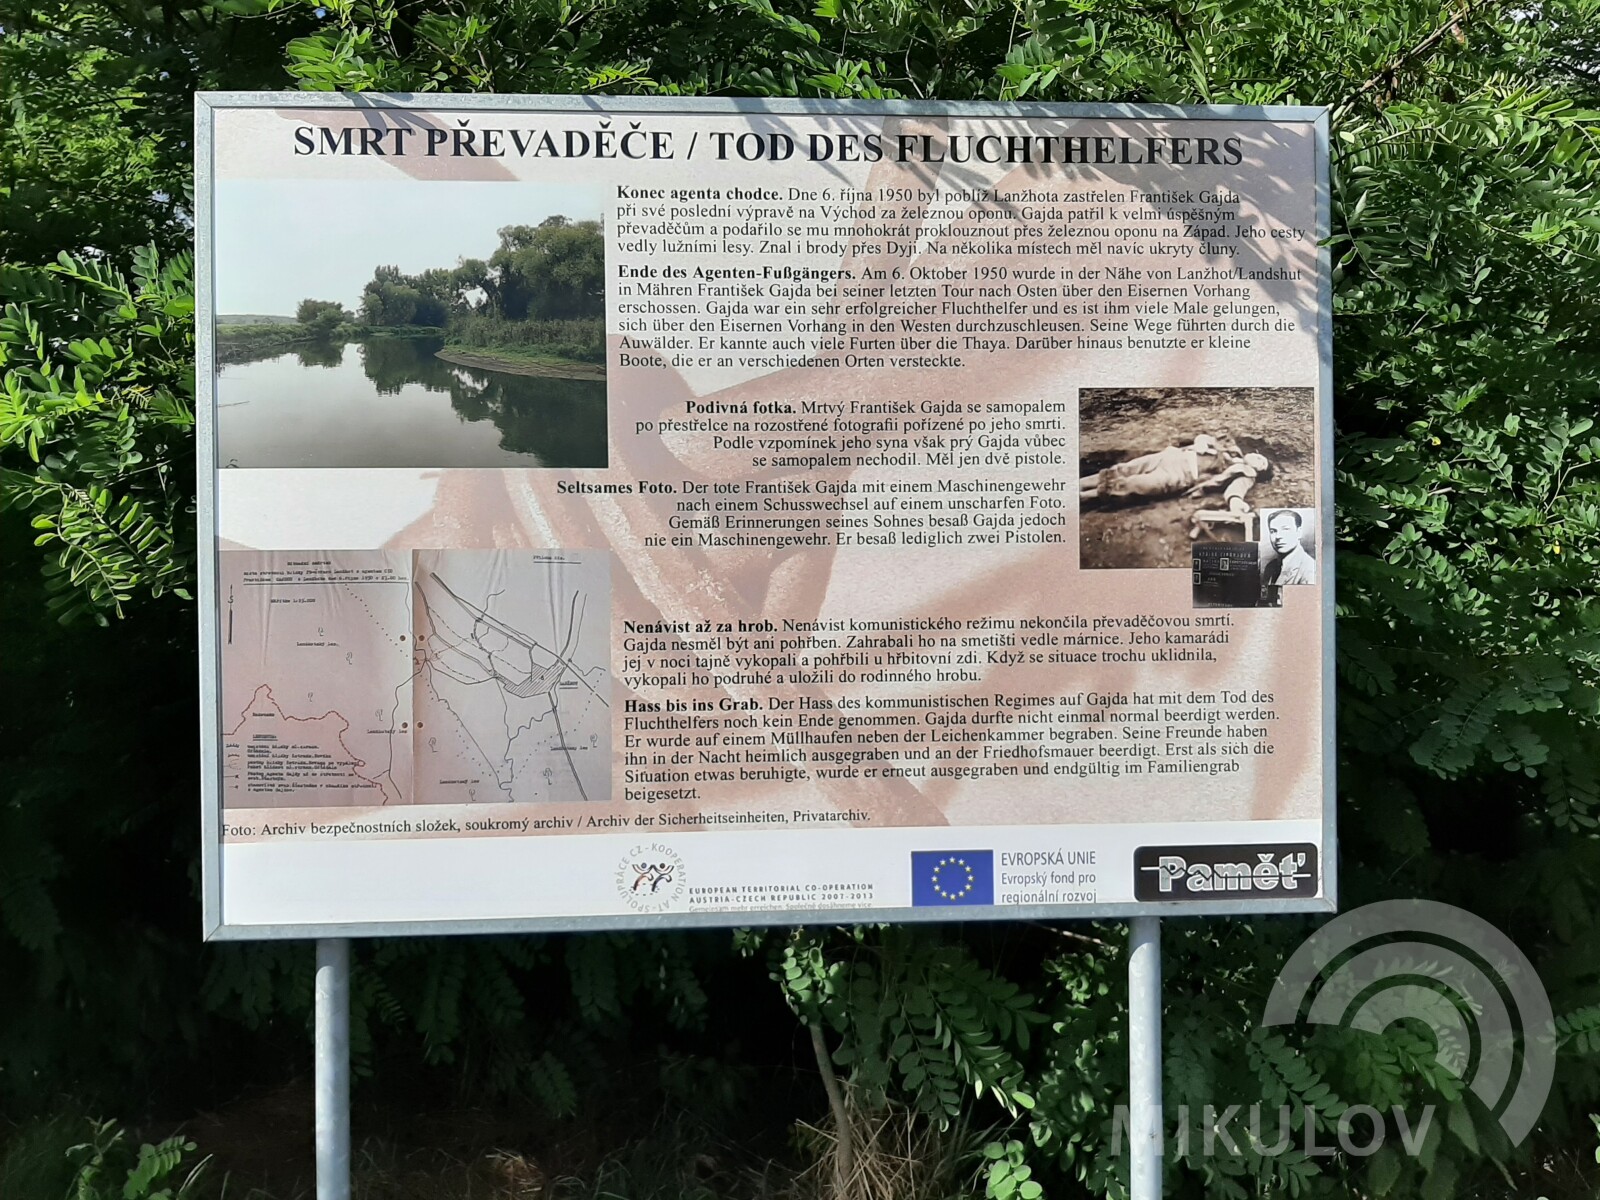 SMRT PŘEVADĚČE / TOD DES FLUCHTHELFERS
Konec agenta chodce. Dne 6. října 1950 byl poblíž Lanžhota zastřelen František Gajda
při své poslední výpravě na Východ za železnou oponu. Gajda patřil k velmi úspěšným
převaděčům a podařilo se mu mnohokrát proklouznout přes železnou oponu na Západ. Jeho cesty
vedly lužními lesy. Znal i brody přes Dyji. Na několika místech měl navíc ukryty čluny.
Ende des Agenten-Fußgängers. Am 6. Oktober 1950 wurde in der Nähe von Lanžhot/Landshut
in Mähren František Gajda bei seiner letzten Tour nach Osten über den Eisernen Vorhang
erschossen. Gajda war ein sehr erfolgreicher Fluchthelfer und es ist ihm viele Male gelungen,
sich über den Eisernen Vorhang in den Westen durchzuschleusen. Seine Wege führten durch die
Auwälder. Er kannte auch viele Furten über die Thaya. Darüber hinaus benutzte er kleine
Boote, die er an verschiedenen Orten versteckte.
Podivná fotka. Mrtvý František Gajda se samopalem
po přestřelce na rozostřené fotografii pořízené po jeho smrti.
Podle vzpomínek jeho syna však prý Gajda vůbec
se samopalem nechodil. Měl jen dvě pistole.
Seltsames Foto. Der tote František Gajda mit einem Maschinengewehr
nach einem Schusswechsel auf einem unscharfen Foto.
Gemäß Erinnerungen seines Sohnes besaß Gajda jedoch
nie ein Maschinengewehr. Er besaß lediglich zwei Pistolen.
Nenávist až za hrob. Nenávist komunistického režimu nekončila převaděčovou smrtí.
Gajda nesměl být ani pohřben. Zahrabali ho na smetišti vedle márnice. Jeho kamarádi
jej v noci tajně vykopali a pohřbili u hřbitovní zdi. Když se situace trochu uklidnila,
vykopali ho podruhé a uložili do rodinného hrobu.
Hass bis ins Grab. Der Hass des kommunistischen Regimes auf Gajda hat mit dem Tod des
Fluchthelfers noch kein Ende genommen. Gajda durfte nicht einmal normal beerdigt werden.
Er wurde auf einem Müllhaufen neben der Leichenkammer begraben. Seine Freunde haben
ihn in der Nacht heimlich ausgegraben und an der Friedhofsmauer beerdigt. Erst als sich die
Situation etwas beruhigte, wurde er erneut ausgegraben und endgültig im Familiengrab
beigesetzt.
Foto: Archiv bezpečnostních složek, soukromý archiv / Archiv der Sicherheitseinheiten, Privatarchiv.
SPOLUPRÁCE CZ-KOOPERATION AT-
EUROPEAN TERRITORIAL CO-OPERATION
AUSTRIA-CZECH REPUBLIC 2007-2013
Gemeinsam mehr erreichen. Společně dosáhneme více.
EVROPSKÁ UNIE
Evropský fond pro
regionální rozvoj
Paměť
MIKULOV